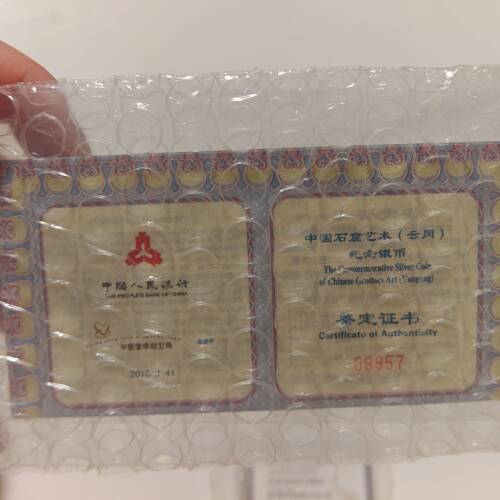 中国人民银行
THE PEOPLE'S BANK OF CHINA
中国金币总公司
中国石窟艺术（云冈）
纪念银币
The Commemorative Silver Coin
of Chinese Grottoes Art (Yungang)
鉴定证书
Certificate of Authenticity
09957